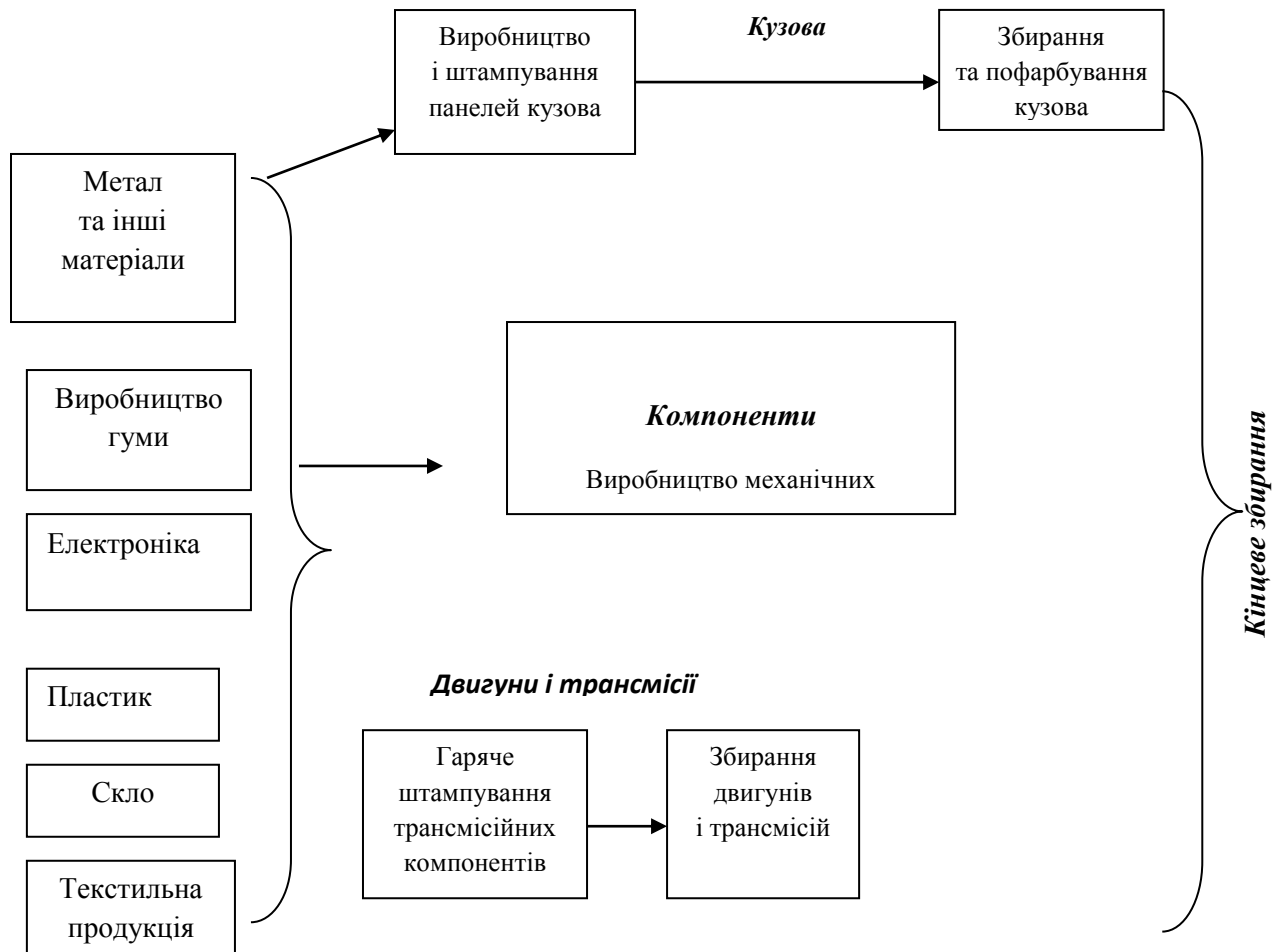 Виробництво
і штампування
панелей кузова
Кузова
Збирання
та пофарбування
кузова
Метал
та інші
матеріали
Виробництво
гуми
Електроніка
Пластик
Скло
Текстильна
продукція
Компоненти
Виробництво механічних
Двигуни і трансмісії
Гаряче
штампування
трансмісійних
компонентів
Збирання
двигунів
і трансмісій
Кінцеве збирання